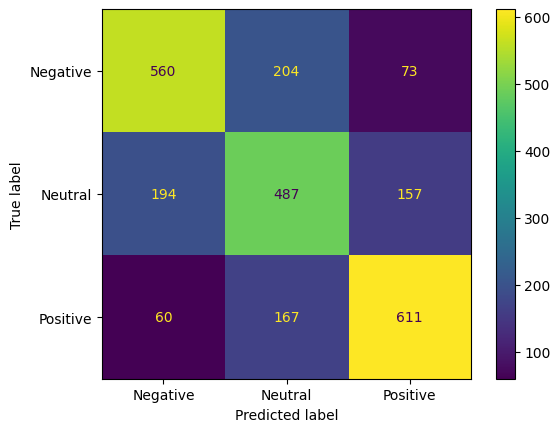 600
Negative 560 204 73
500
400
True label
Neutral 194 487 157
300
200
Positive 60 167 611
100
Negative Neutral Positive
Predicted label